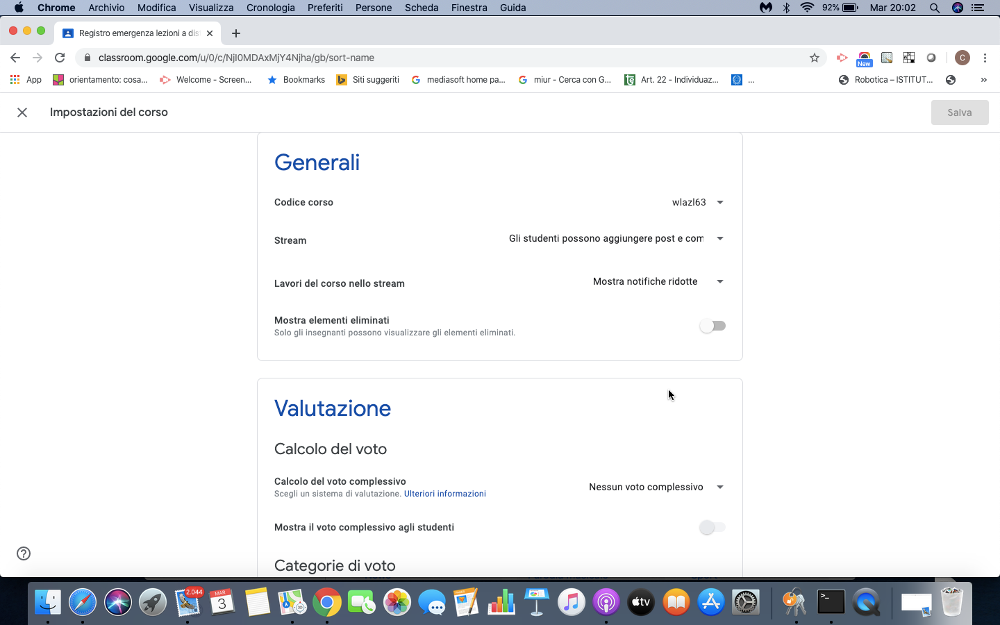 Chrome Archivio Modifica Visualizza Cronologia Preferiti Persone Scheda Finestra Guida 92% Mar 20:02
Registro emergenza lezioni a dis
classroom.google.com/u/0/c/NjI0MDAxMjY4Njha/gb/sort-name
New
C
App orientamento: cosa... Welcome - Screen... Bookmarks Siti suggeriti mediasoft home pa... miur - Cerca con G... Art. 22 - Individuaz... ... Robotica – ISTITUT... »
Impostazioni del corso
Salva
Generali
Codice corso wlazl63
Stream Gli studenti possono aggiungere post e com
Lavori del corso nello stream Mostra notifiche ridotte
Mostra elementi eliminati
Solo gli insegnanti possono visualizzare gli elementi eliminati.
Valutazione
Calcolo del voto
Calcolo del voto complessivo
Scegli un sistema di valutazione. Ulteriori informazioni
Nessun voto complessivo
Mostra il voto complessivo agli studenti
Categorie di voto
2.044
MAR
3
tv